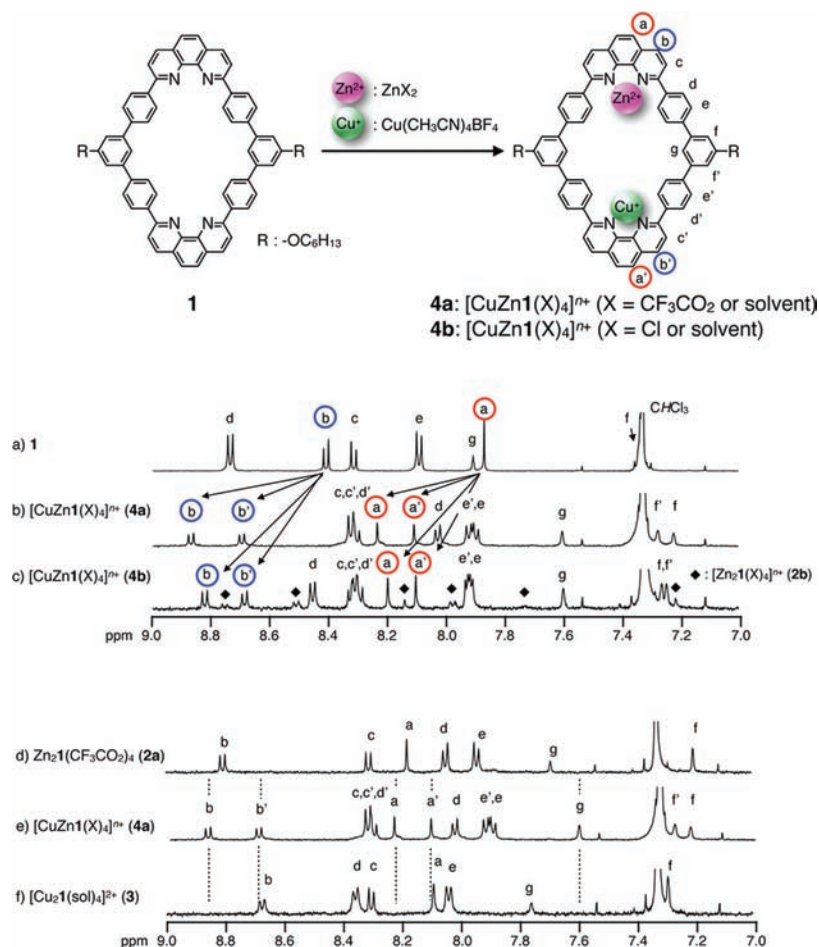 a
b
c
d
e
f
g
f'
e'
d'
c'
b'
a'
N N
N N
N N
N N
R
R
R
R
Zn2+ : ZnX2
Cu+ : Cu(CH3CN)4BF4
Zn2+
Cu+
R : -OC6H13
1
4a: [CuZn1(X)4]n+ (X = CF3CO2 or solvent)
4b: [CuZn1(X)4]n+ (X = Cl or solvent)
a) 1
d b c e g a f CHCl3
b) [CuZn1(X)4]n+ (4a)
b b' c,c',d' a a' d e',e g f' f
c) [CuZn1(X)4]n+ (4b)
b b' d c,c',d' a a' e',e g f,f' ◆ : [Zn21(X)4]n+ (2b)
9.0 8.8 8.6 8.4 8.2 8.0 7.8 7.6 7.4 7.2 7.0
ppm
d) Zn21(CF3CO2)4 (2a)
b c a d e g f
e) [CuZn1(X)4]n+ (4a)
b b' c,c',d' a a' d e',e g f' f
f) [Cu21(sol)4]2+ (3)
b d c a e g f
9.0 8.8 8.6 8.4 8.2 8.0 7.8 7.6 7.4 7.2 7.0
ppm